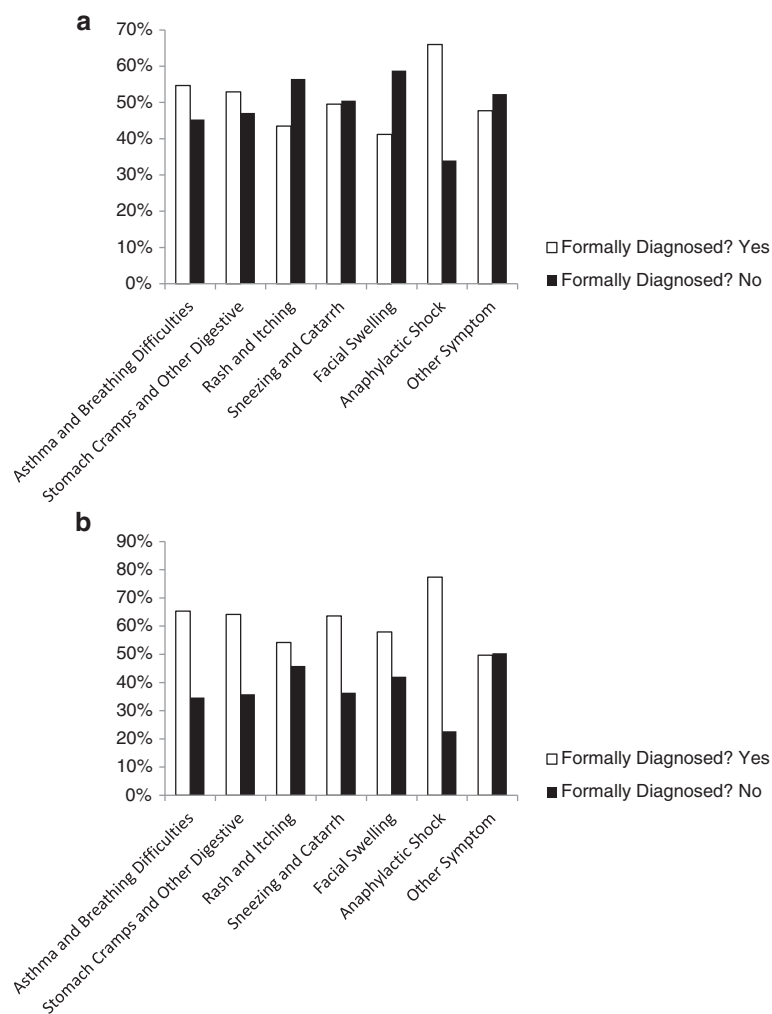 a
70%
60%
50%
40%
30%
20%
10%
0%
Asthma and Breathing Difficulties
Stomach Cramps and Other Digestive
Rash and Itching
Sneezing and Catarrh
Facial Swelling
Anaphylactic Shock
Other Symptom
Formally Diagnosed? Yes
Formally Diagnosed? No
b
90%
80%
70%
60%
50%
40%
30%
20%
10%
0%
Asthma and Breathing Difficulties
Stomach Cramps and Other Digestive
Rash and Itching
Sneezing and Catarrh
Facial Swelling
Anaphylactic Shock
Other Symptom
Formally Diagnosed? Yes
Formally Diagnosed? No